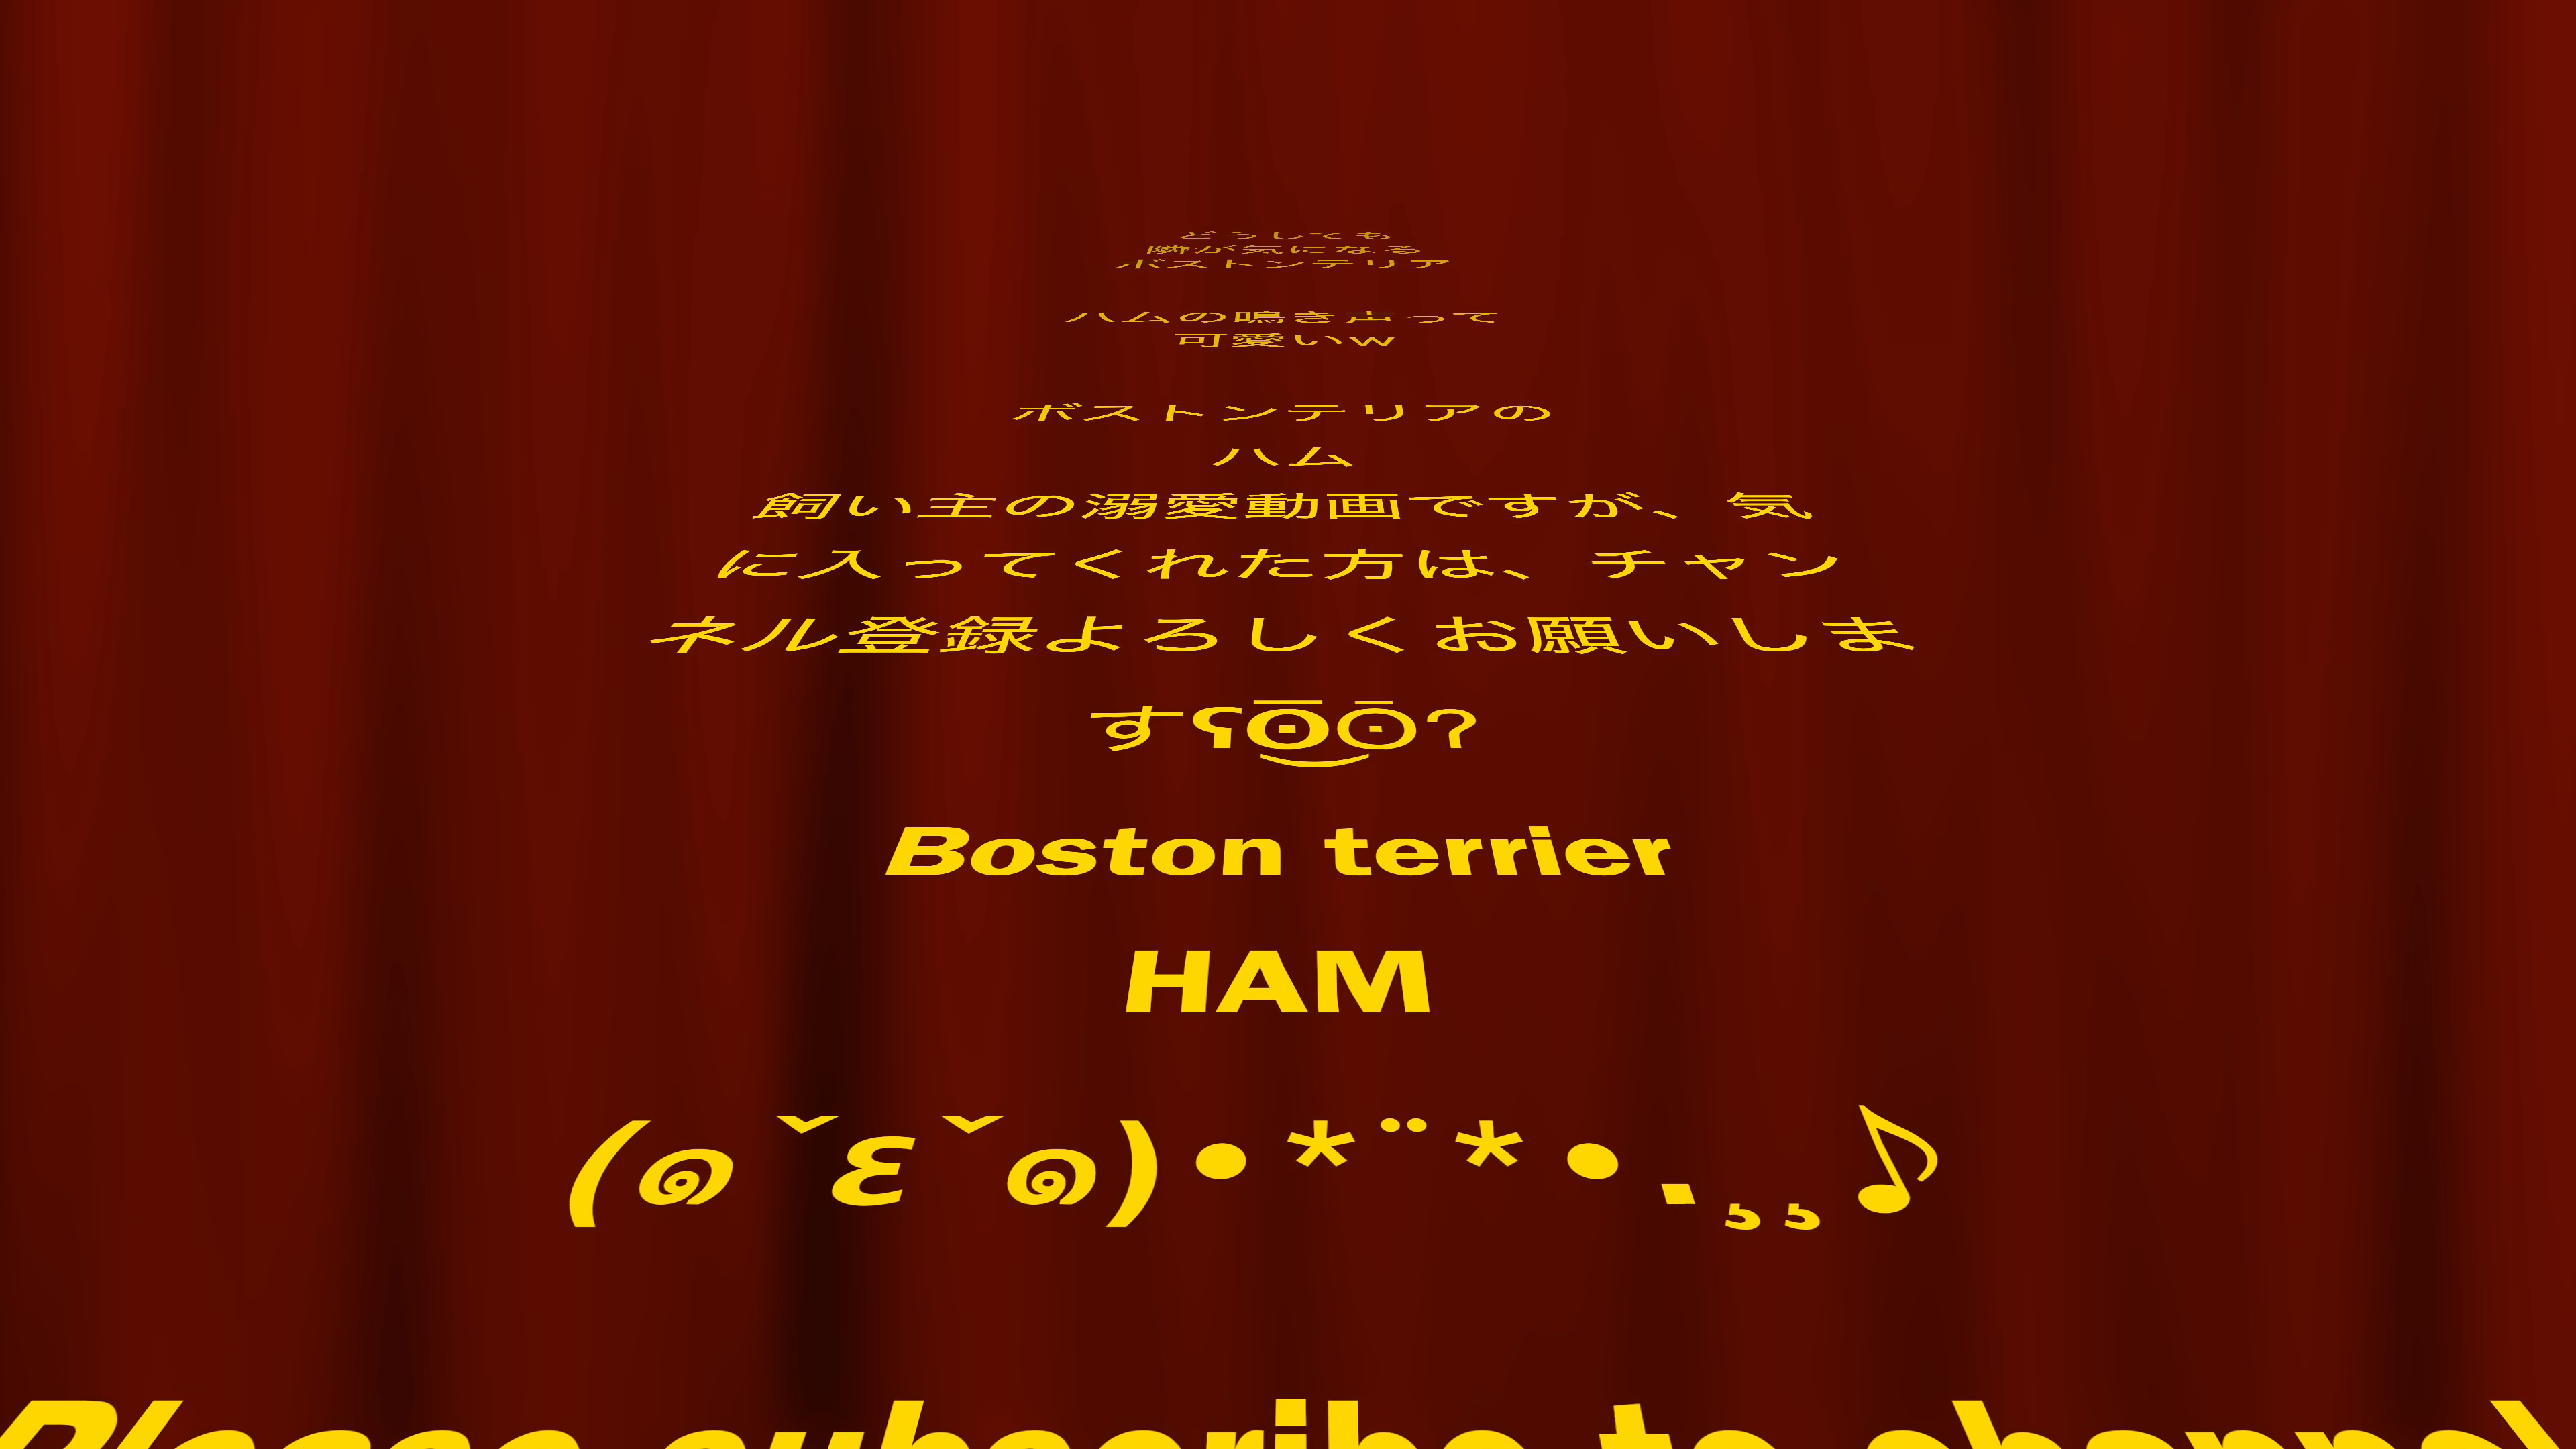 どうしても
隣が気になる
ボストンテリア
ハムの鳴き声って
可愛いw
ボストンテリアの
ハム
飼い主の溺愛動画ですが、気
に入ってくれた方は、チャン
ネル登録よろしくお願いしま
すʕ•̫͡•ʔ
Boston terrier
HAM
(๑ˇεˇ๑)•*¨*•.¸¸♪
Please subscribe to